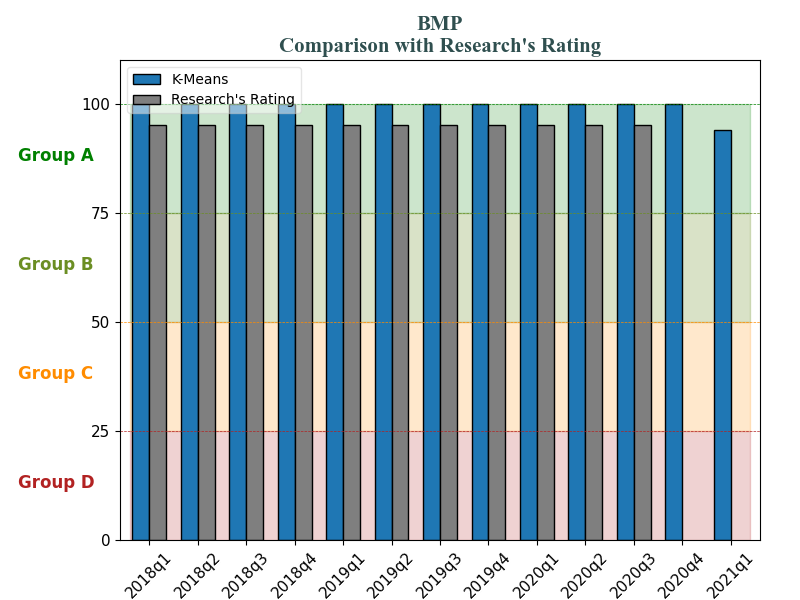 BMP
Comparison with Research's Rating
K-Means
Research's Rating
100
Group A
75
Group B
50
Group C
25
Group D
0
2018q1
2018q2
2018q3
2018q4
2019q1
2019q2
2019q3
2019q4
2020q1
2020q2
2020q3
2020q4
2021q1